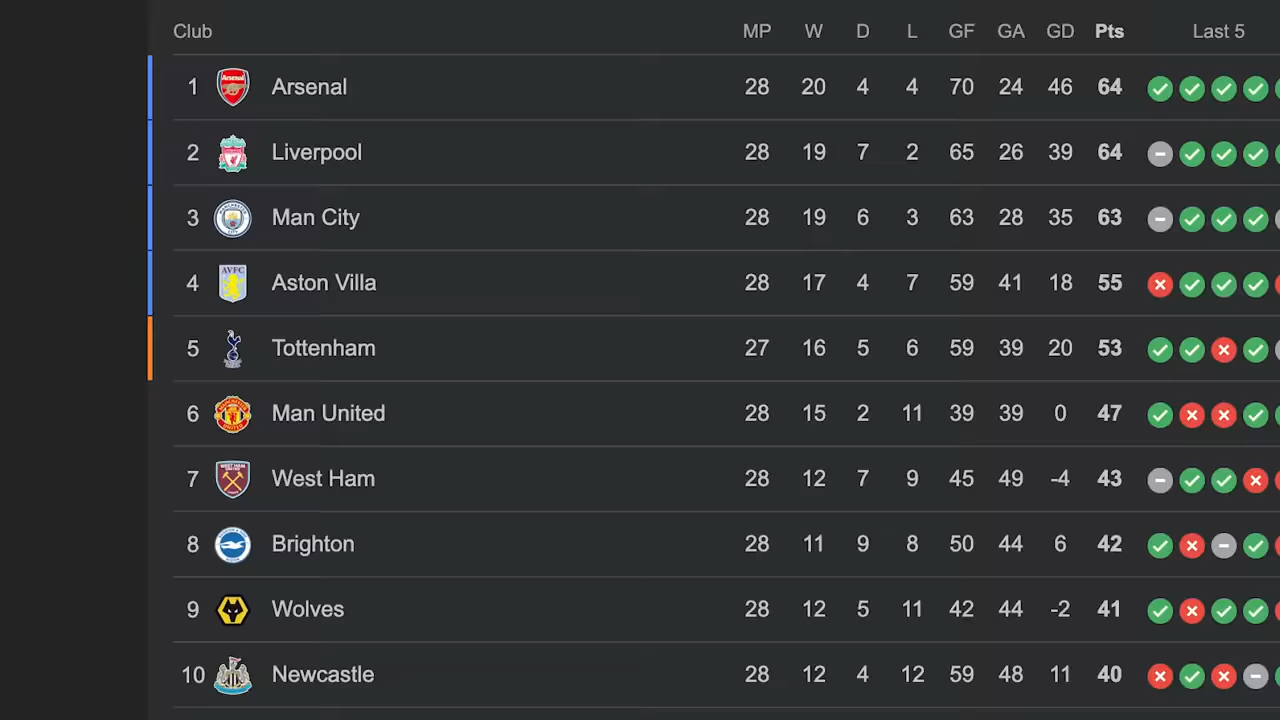 Club MP W D L GF GA GD Pts Last 5
1 Arsenal 28 20 4 4 70 24 46 64
2 Liverpool 28 19 7 2 65 26 39 64
3 Man City 28 19 6 3 63 28 35 63
4 AVFC Aston Villa 28 17 4 7 59 41 18 55
5 Tottenham 27 16 5 6 59 39 20 53
6 Man United 28 15 2 11 39 39 0 47
7 West Ham 28 12 7 9 45 49 -4 43
8 Brighton 28 11 9 8 50 44 6 42
9 Wolves 28 12 5 11 42 44 -2 41
10 Newcastle 28 12 4 12 59 48 11 40